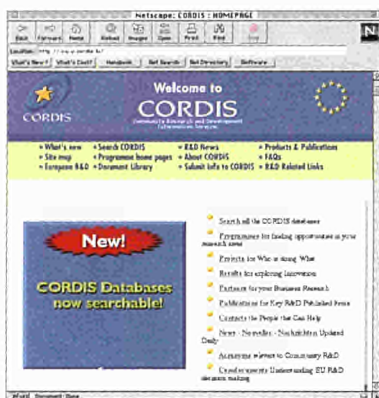 Netscape: CORDIS : HOMEPAGE
Back Forward Home Reload Images Open Print Find Stop
N
What's New? What's Cool? Handbook Net Search Net Directory Software
Welcome to
CORDIS
CORDIS
Community Research and Development
Information Service
What's new Search CORDIS R&D News Products & Publications
Site map Programme home pages About CORDIS FAQs
European R&D Document Library Submit info to CORDIS R&D Related Links
New!
CORDIS Databases
now searchable!
Search all the CORDIS databases
Programmes for funding opportunities in your
research area
Projects for Who is doing What
Results for exploring Innovation
Partners for your Business Research
Publications for Key R&D Published Items
Contacts the People that Can Help
News - Nouvelles - Nachrichten Updated
Daily
Acronyms relevant to Community R&D
Understanding EU R&D
decision making
Document: Done